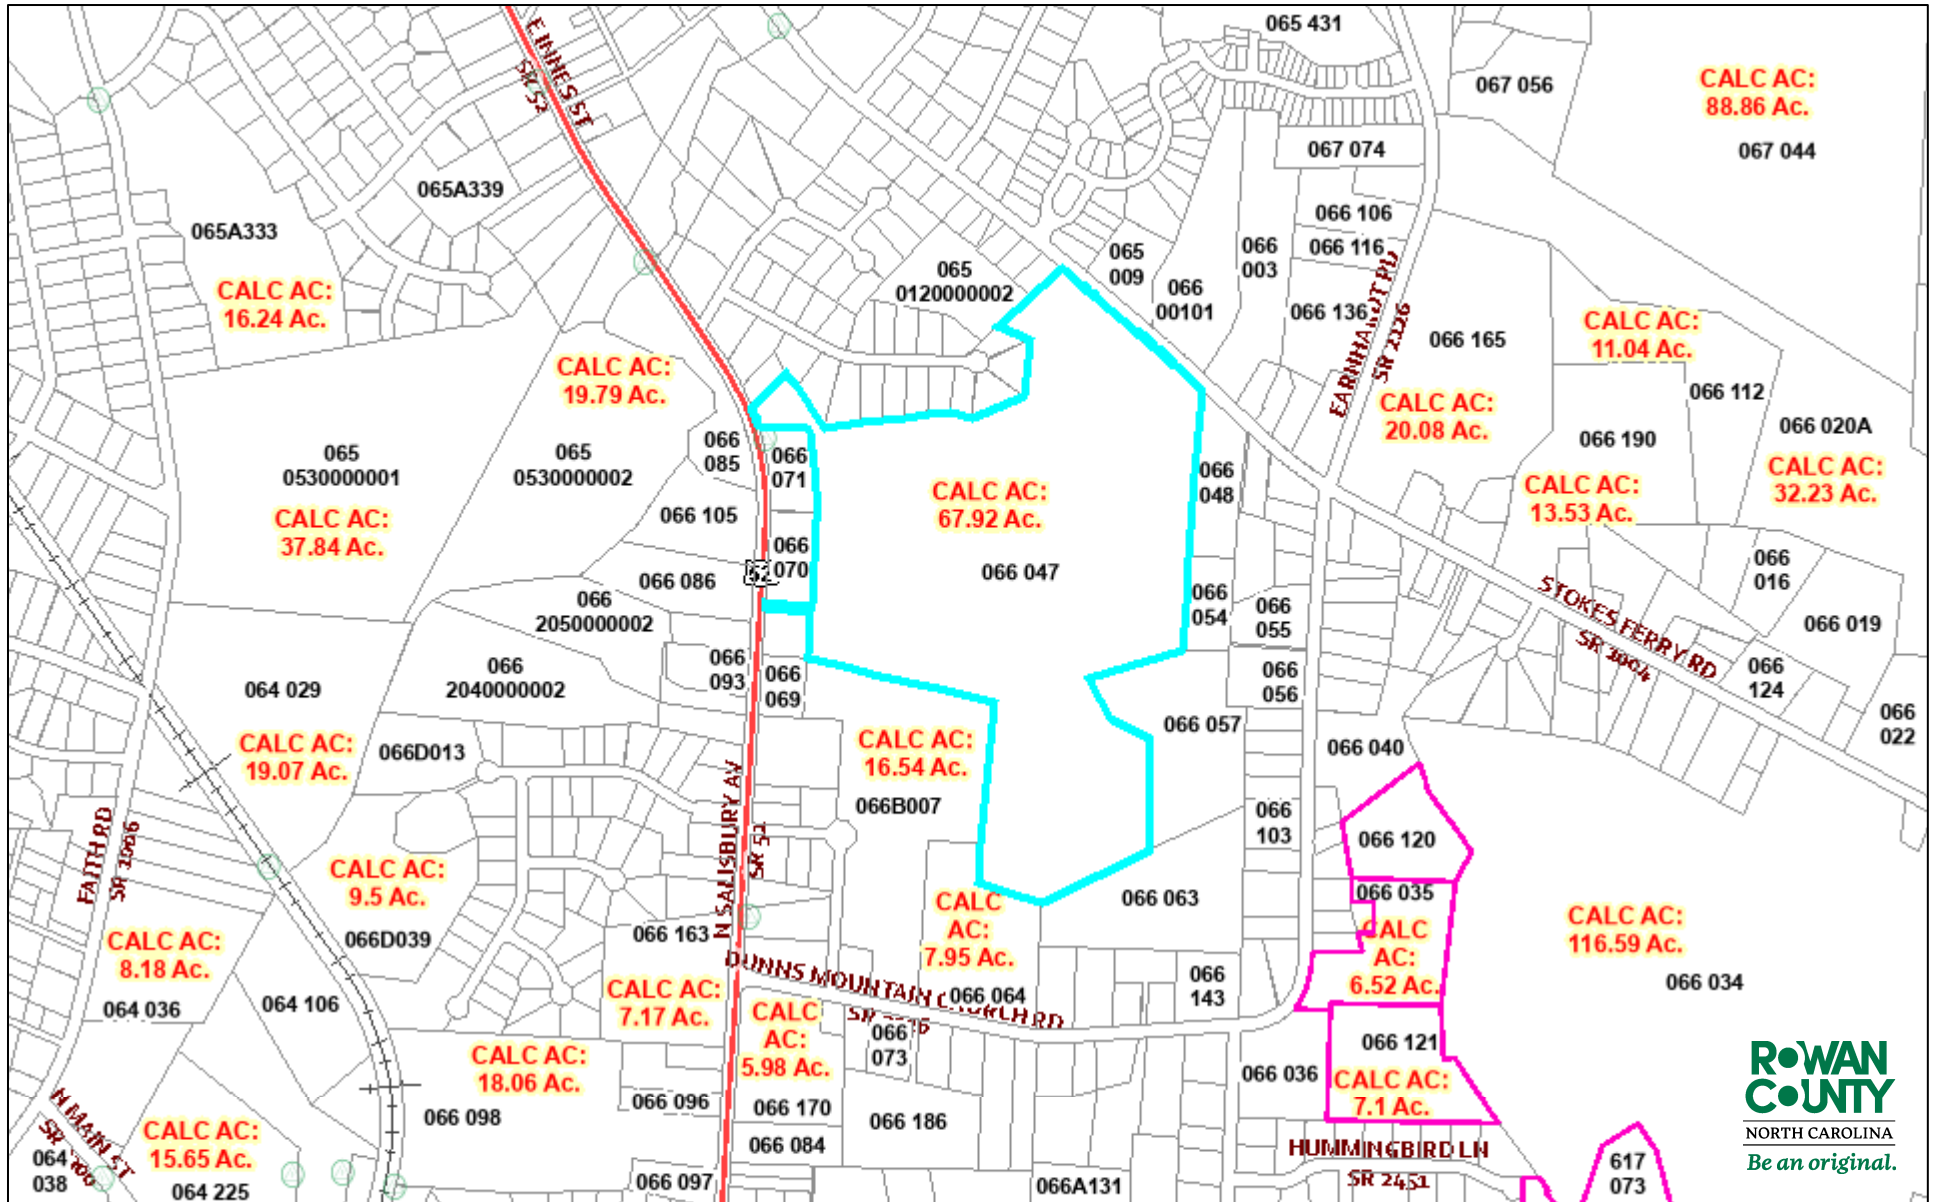 065 431
E INNES ST
SR 52
067 056
CALC AC:
88.86 Ac.
067 044
067 074
065A339
065A333
066 106
066 116
066
003
065
009
065
0120000002
066
00101
066 136
EARNHARDT RD
SR 2226
CALC AC:
16.24 Ac.
066 165
CALC AC:
11.04 Ac.
066 112
CALC AC:
19.79 Ac.
CALC AC:
20.08 Ac.
066 190
066 020A
CALC AC:
32.23 Ac.
065
0530000001
065
0530000002
066
085
066
071
CALC AC:
37.84 Ac.
066 105
CALC AC:
67.92 Ac.
066
048
CALC AC:
13.53 Ac.
066
070
52
066 047
066 086
066
2050000002
066
054
066
055
066
016
066 019
STOKES FERRY RD
SR 1004
066
124
066
022
064 029
066
2040000002
066
093
066
069
066
056
066 057
066 040
CALC AC:
19.07 Ac.
066D013
CALC AC:
16.54 Ac.
066B007
N SALISBURY AV
SR 52
066
103
066 120
FAITH RD
SR 1006
CALC AC:
9.5 Ac.
066D039
066 163
066 063
066 035
CALC
AC:
6.52 Ac.
CALC AC:
116.59 Ac.
066 034
CALC
AC:
7.95 Ac.
066 064
CALC AC:
8.18 Ac.
064 036
064 106
CALC AC:
7.17 Ac.
DUNNS MOUNTAIN CHURCH RD
066
143
CALC
AC:
5.98 Ac.
066
073
066 121
CALC AC:
7.1 Ac.
066 036
CALC AC:
18.06 Ac.
066 098
066 096
066 170
066 084
066 186
N MAIN ST
SR
CALC AC:
15.65 Ac.
064
038
064 225
066 097
066A131
HUMMINGBIRD LN
SR 2451
617
073
ROWAN
COUNTY
NORTH CAROLINA
Be an original.